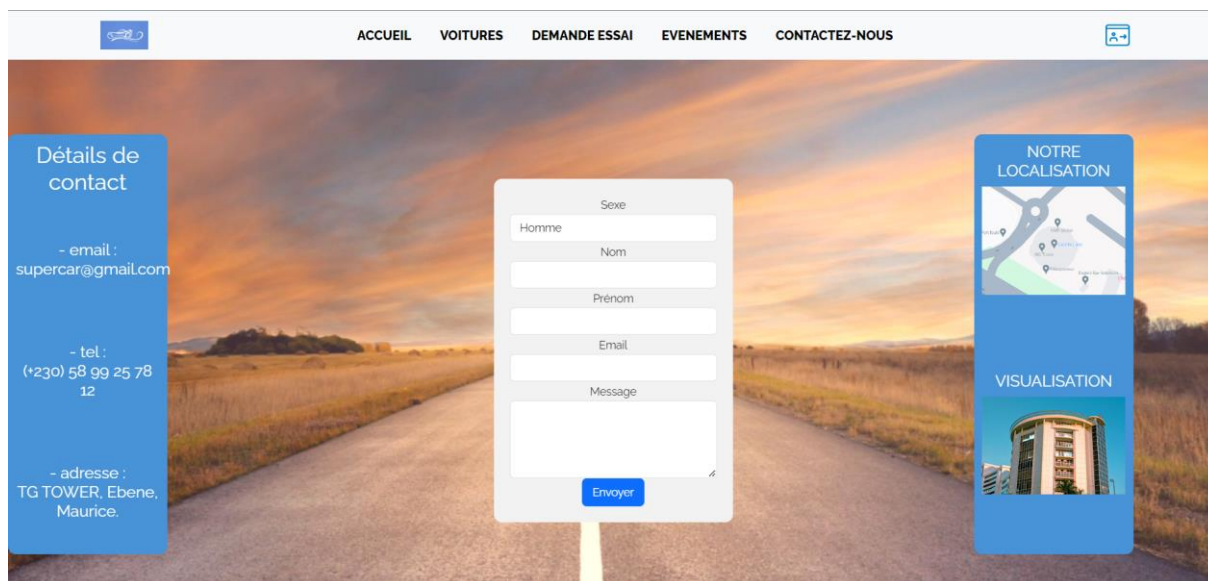 ACCUEIL VOITURES DEMANDE ESSAI EVENEMENTS CONTACTEZ-NOUS
Détails de
contact
- email :
supercar@gmail.com
- tel :
(+230) 58 99 25 78
12
- adresse :
TG TOWER, Ebene,
Maurice.
Sexe
Homme
Nom
Prénom
Email
Message
Envoyer
NOTRE
LOCALISATION
VISUALISATION